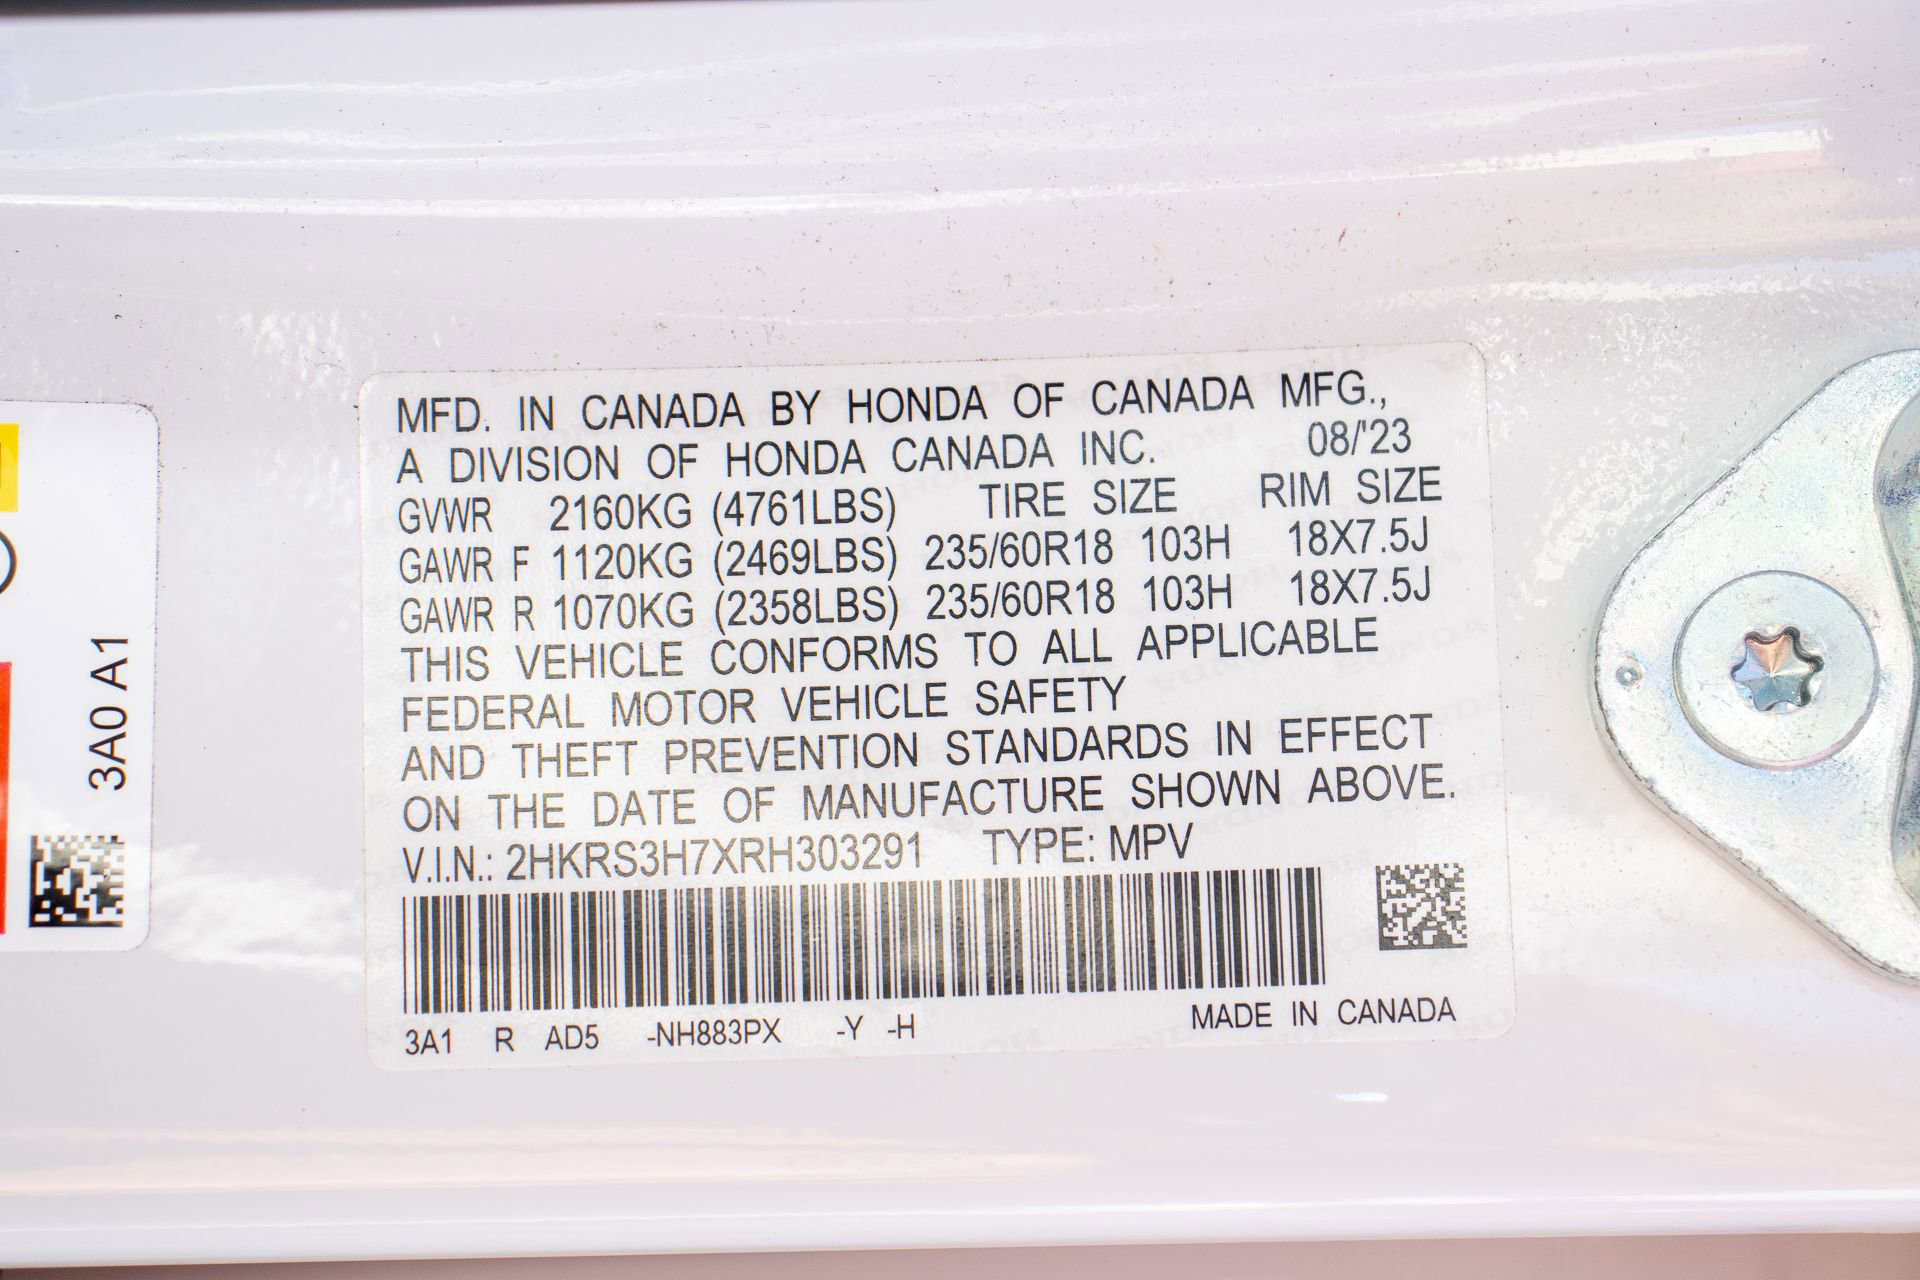 MFD. IN CANADA BY HONDA OF CANADA MFG.,
A DIVISION OF HONDA CANADA INC. 08/'23
GVWR 2160KG (4761LBS) TIRE SIZE RIM SIZE
GAWR F 1120KG (2469LBS) 235/60R18 103H 18X7.5J
GAWR R 1070KG (2358LBS) 235/60R18 103H 18X7.5J
THIS VEHICLE CONFORMS TO ALL APPLICABLE
FEDERAL MOTOR VEHICLE SAFETY
AND THEFT PREVENTION STANDARDS IN EFFECT
ON THE DATE OF MANUFACTURE SHOWN ABOVE.
V.I.N.: 2HKRS3H7XRH303291 TYPE: MPV
3A1 R AD5 -NH883PX -Y -H MADE IN CANADA
3A0 A1